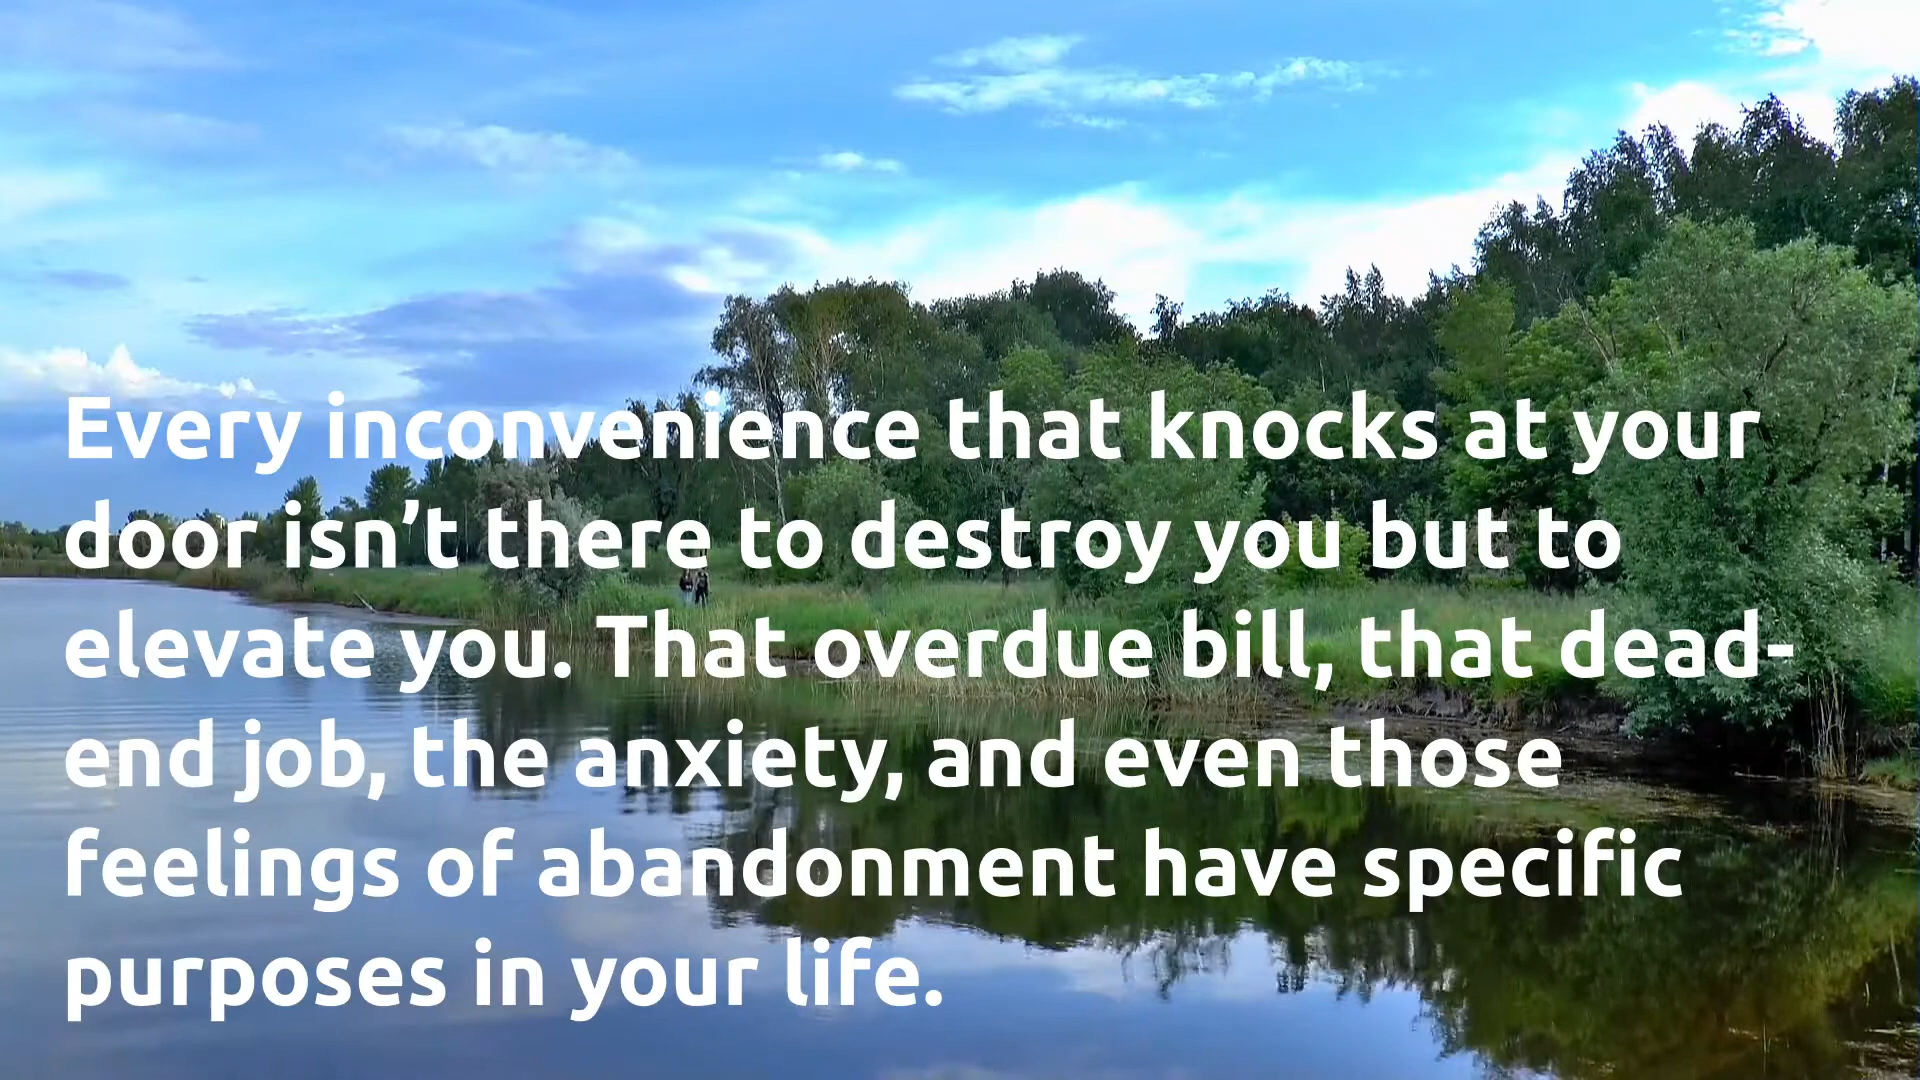 Every inconvenience that knocks at your
door isn’t there to destroy you but to
elevate you. That overdue bill, that dead-
end job, the anxiety, and even those
feelings of abandonment have specific
purposes in your life.